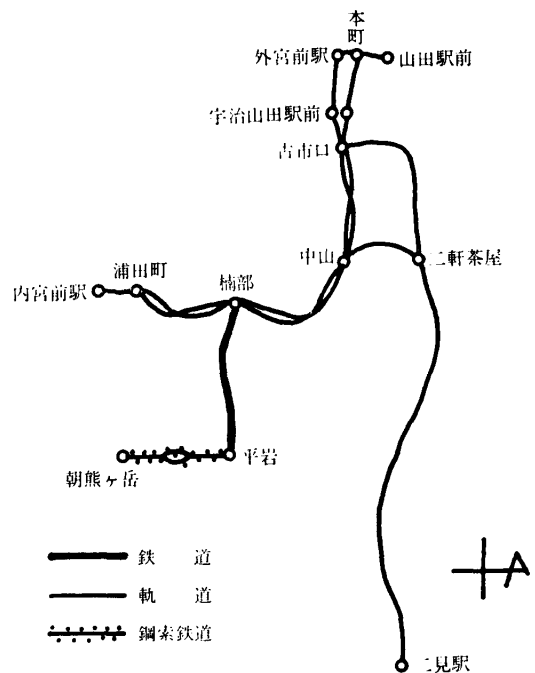 本町
外宮前駅
山田駅前
宇治山田駅前
古市口
中山
二軒茶屋
浦田町
内宮前駅
楠部
平岩
朝熊ヶ岳
鉄 道
軌 道
鋼索鉄道
二見駅